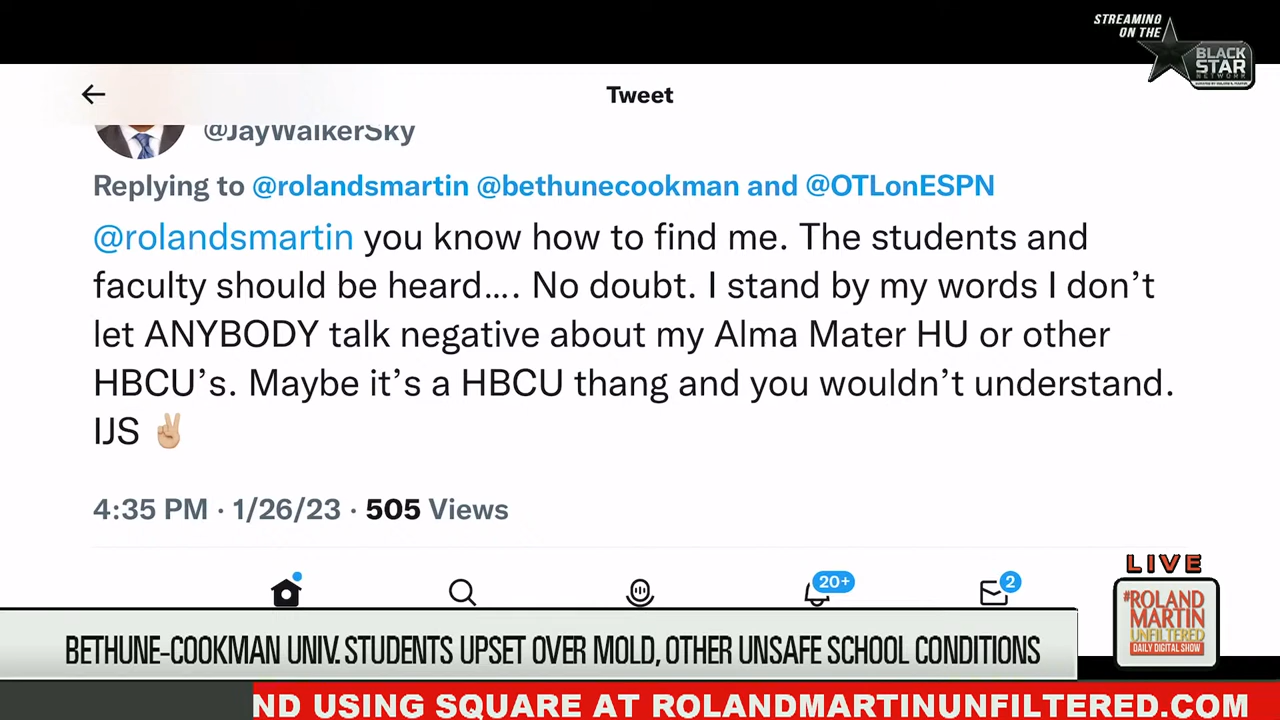 STREAMING
ON THE
BLACK
STAR
NETWORK
Tweet
@JayWalkerSky
Replying to @rolandsmartin @bethunecookman and @OTLonESPN
@rolandsmartin you know how to find me. The students and
faculty should be heard.... No doubt. I stand by my words I don't
let ANYBODY talk negative about my Alma Mater HU or other
HBCU's. Maybe it's a HBCU thang and you wouldn't understand.
IJS ✌🏼
4:35 PM · 1/26/23 · 505 Views
20+
2
LIVE
#ROLAND
MARTIN
UNFILTERED
DAILY DIGITAL SHOW
BETHUNE-COOKMAN UNIV. STUDENTS UPSET OVER MOLD, OTHER UNSAFE SCHOOL CONDITIONS
ND USING SQUARE AT ROLANDMARTINUNFILTERED.COM